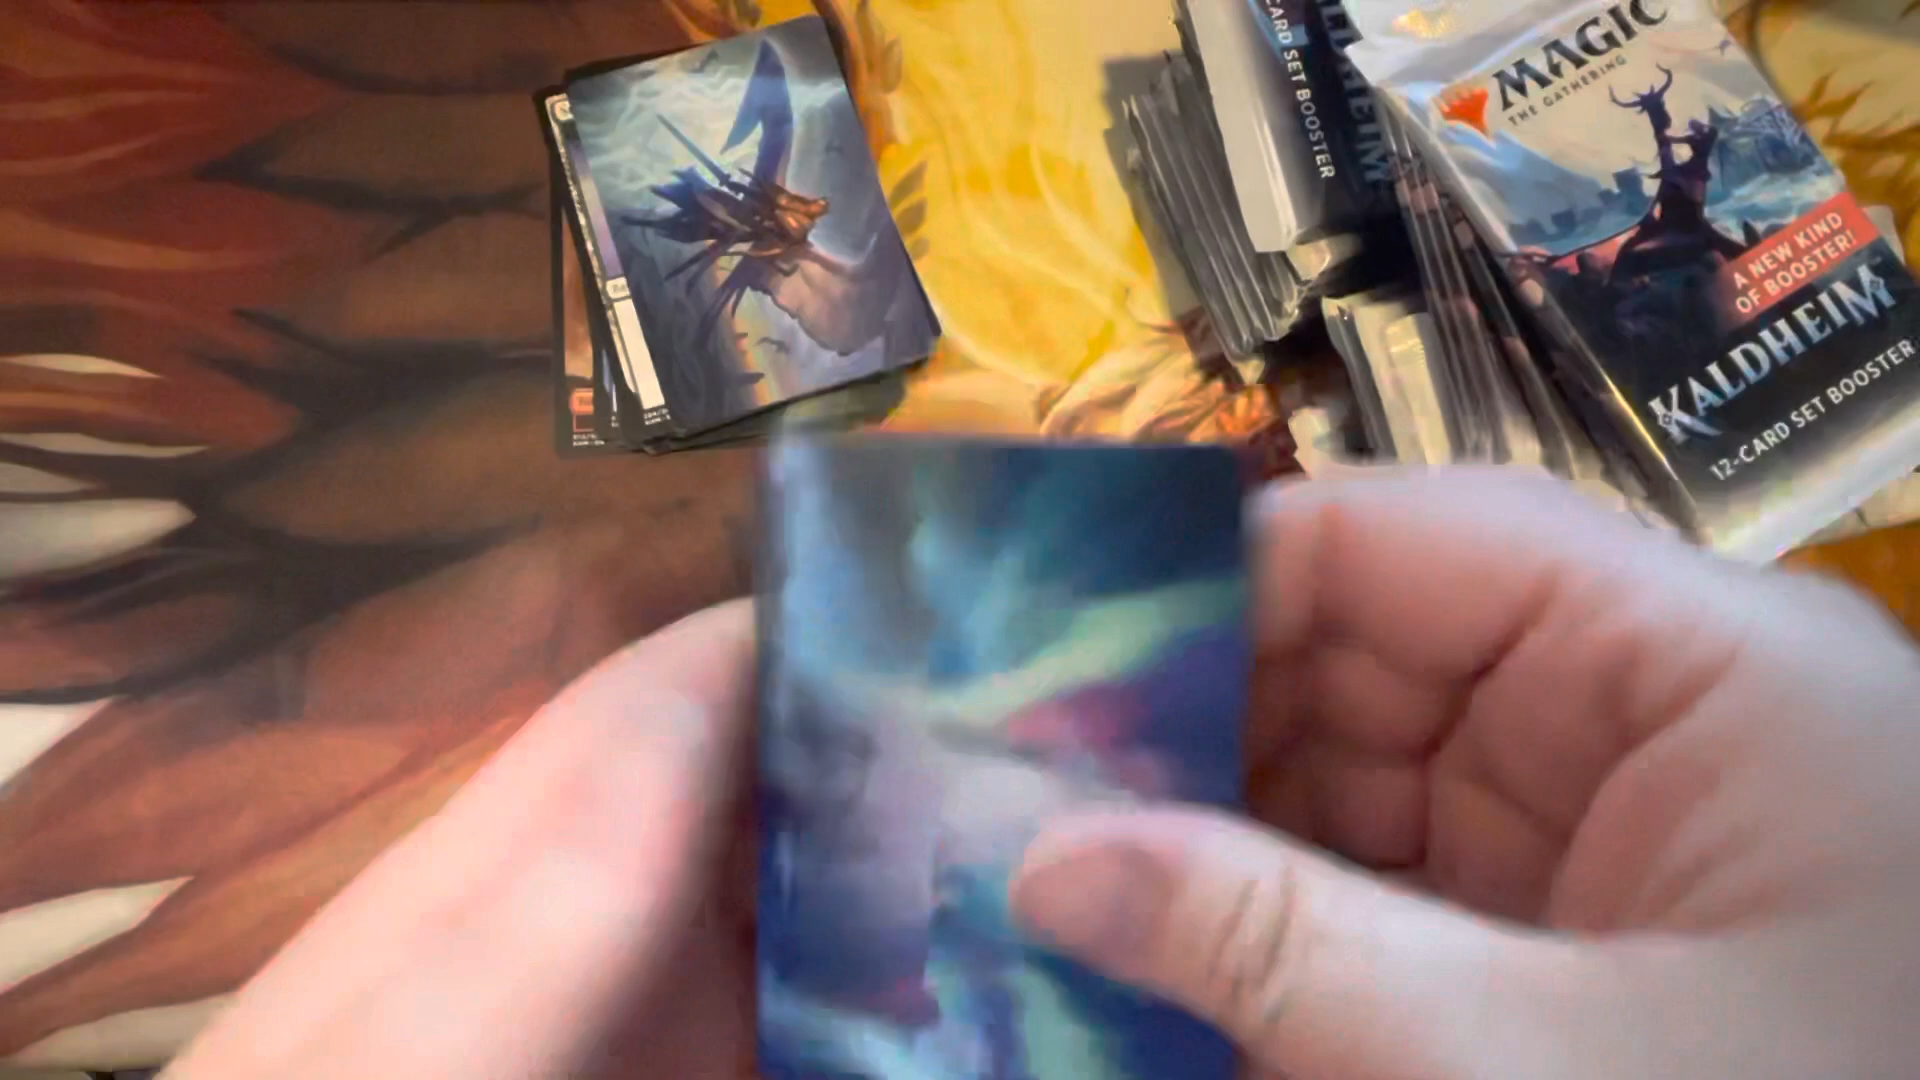 CARD SET BOOSTER
MAGIC
THE GATHERING
A NEW KIND
OF BOOSTER!
KALDHEIM
12-CARD SET BOOSTER